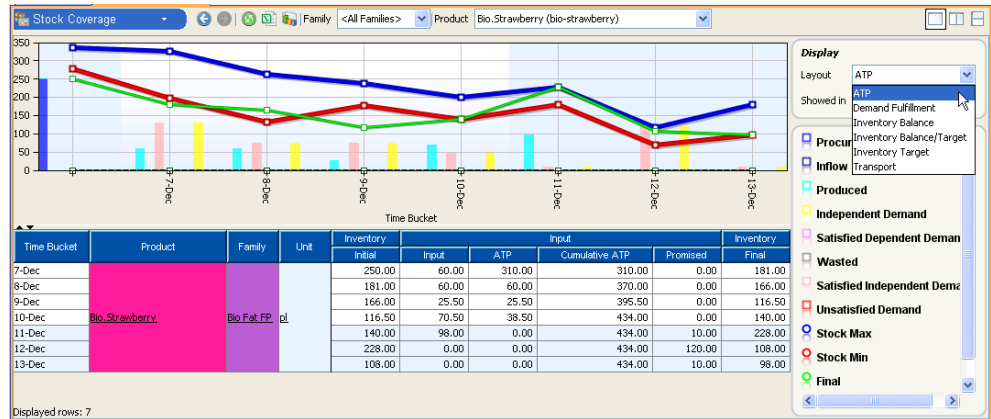 Stock Coverage Family <All Families> Product Bio.Strawberry (bio-strawberry)
350
300
250
200
150
100
50
0
7-Dec 8-Dec 9-Dec 10-Dec 11-Dec 12-Dec 13-Dec
Time Bucket
Display
Layout ATP
Showed in
ATP
Demand Fulfillment
Inventory Balance
Inventory Balance/Target
Inventory Target
Transport
Procur
Inflow
Produced
Independent Demand
Satisfied Dependent Deman
Wasted
Satisfied Independent Dema
Unsatisfied Demand
Stock Max
Stock Min
Final
Time Bucket Product Family Unit Inventory Input Inventory
Initial Input ATP Cumulative ATP Promised Final
7-Dec 250.00 60.00 310.00 310.00 0.00 181.00
8-Dec 181.00 60.00 60.00 370.00 0.00 166.00
9-Dec 166.00 25.50 25.50 395.50 0.00 116.50
10-Dec Bio.Strawberry Bio Fat FP pl 116.50 70.50 38.50 434.00 0.00 140.00
11-Dec 140.00 98.00 0.00 434.00 10.00 228.00
12-Dec 228.00 0.00 0.00 434.00 120.00 108.00
13-Dec 108.00 0.00 0.00 434.00 10.00 98.00
Displayed rows: 7